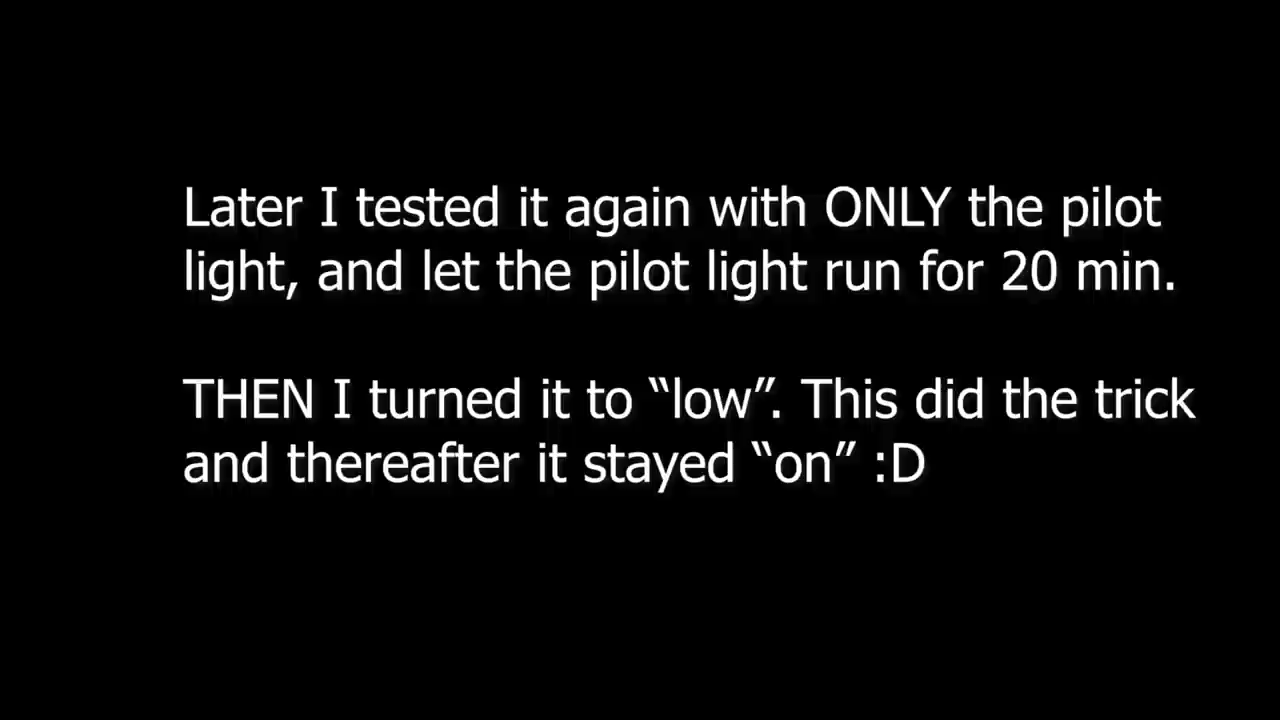 Later I tested it again with ONLY the pilot
light, and let the pilot light run for 20 min.
THEN I turned it to “low”. This did the trick
and thereafter it stayed “on” :D